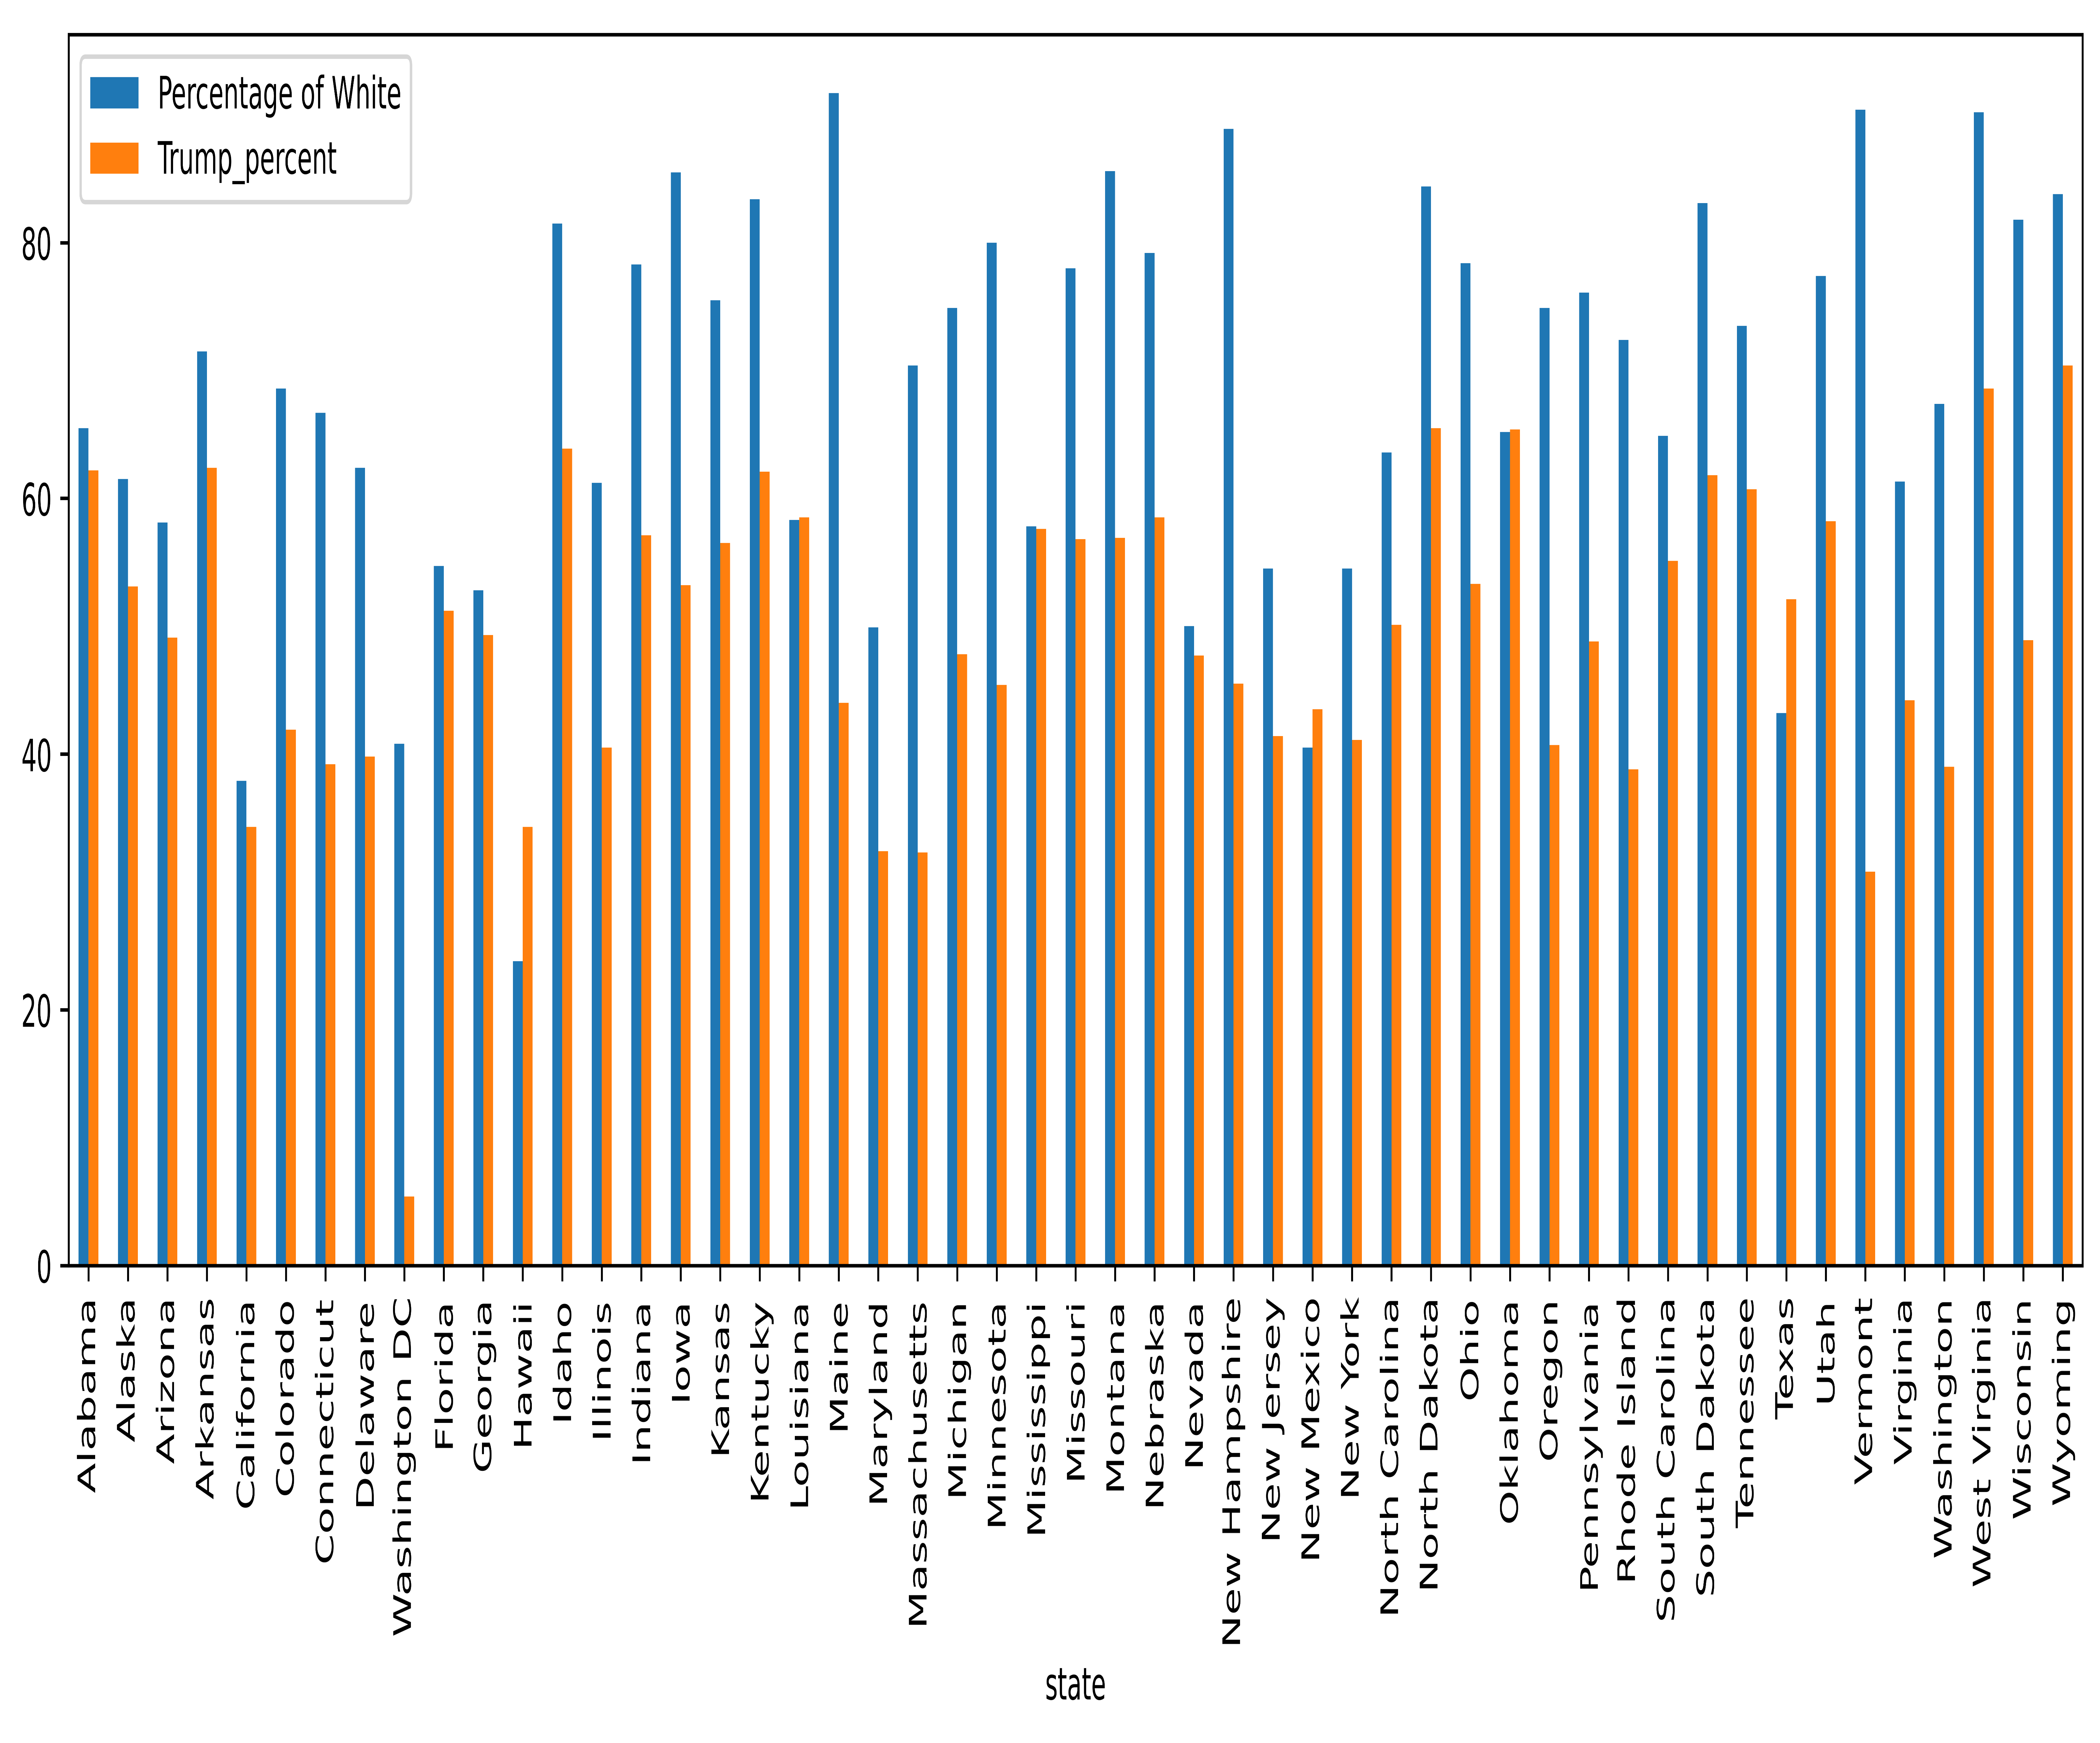 Percentage of White
Trump_percent
80
60
40
20
0
Alabama
Alaska
Arizona
Arkansas
California
Colorado
Connecticut
Delaware
Washington DC
Florida
Georgia
Hawaii
Idaho
Illinois
Indiana
Iowa
Kansas
Kentucky
Louisiana
Maine
Maryland
Massachusetts
Michigan
Minnesota
Mississippi
Missouri
Montana
Nebraska
Nevada
New Hampshire
New Jersey
New Mexico
New York
North Carolina
North Dakota
Ohio
Oklahoma
Oregon
Pennsylvania
Rhode Island
South Carolina
South Dakota
Tennessee
Texas
Utah
Vermont
Virginia
Washington
West Virginia
Wisconsin
Wyoming
state